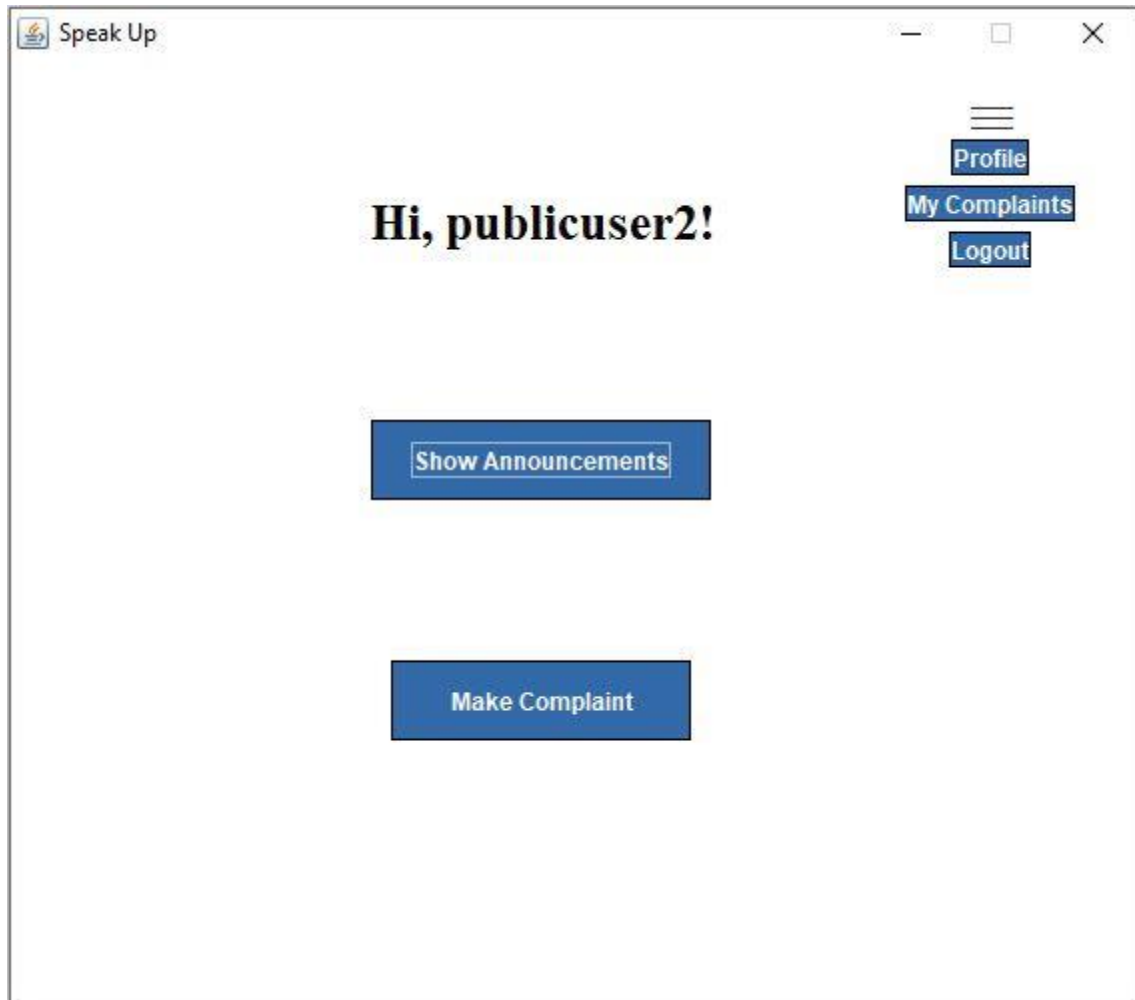 Speak Up
Profile
My Complaints
Logout
Hi, publicuser2!
Show Announcements
Make Complaint